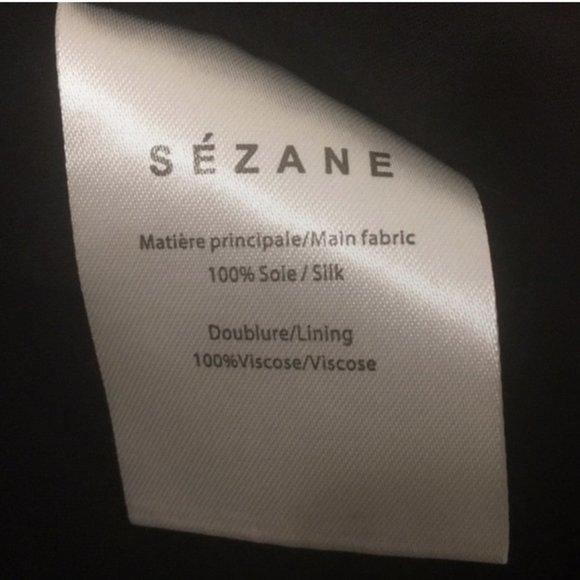 SÉZANE
Matière principale/Main fabric
100% Soie / Silk
Doublure/Lining
100%Viscose/Viscose